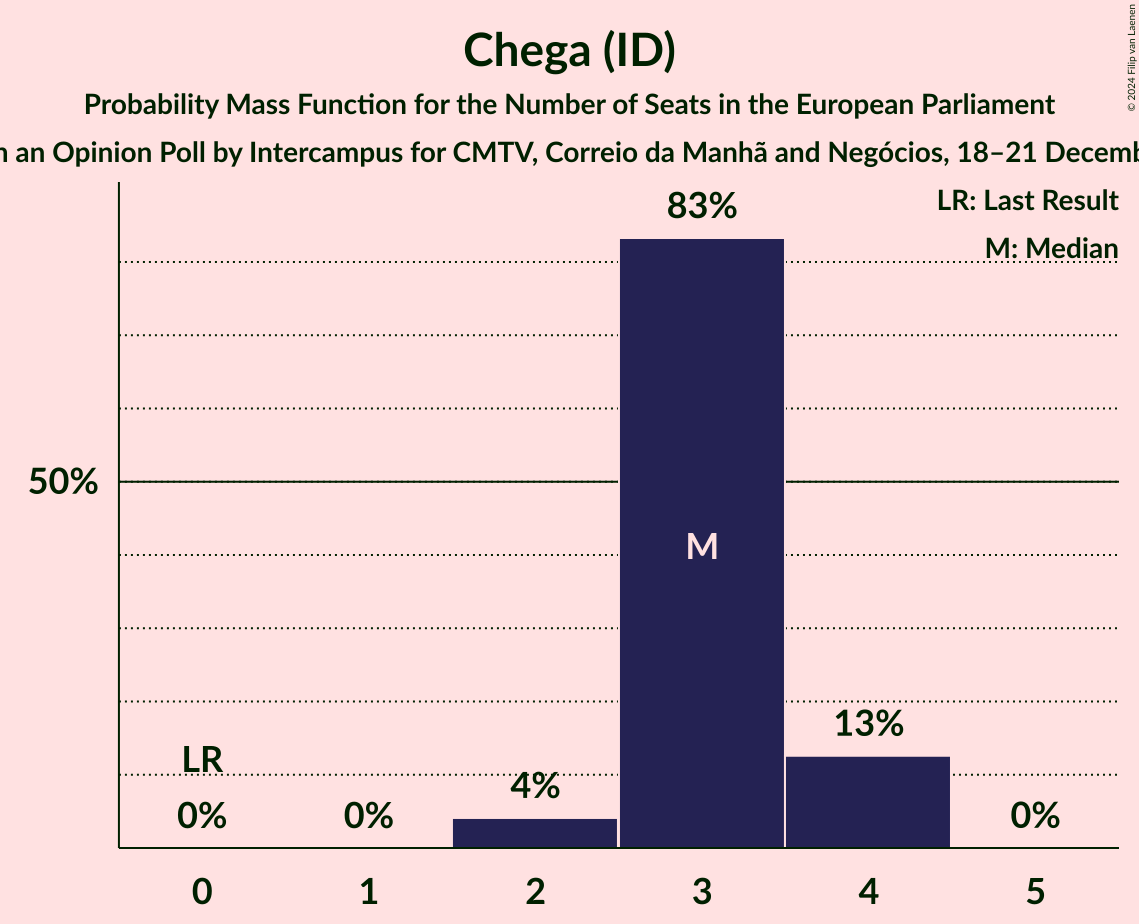 Chega (ID)
Probability Mass Function for the Number of Seats in the European Parliament
an Opinion Poll by Intercampus for CMTV, Correio da Manhã and Negócios, 18–21
© 2024 Filip van Laenen
LR: Last Result
M: Median
83%
50%
M
13%
LR
4%
0%
0%
0%
0
1
2
3
4
5